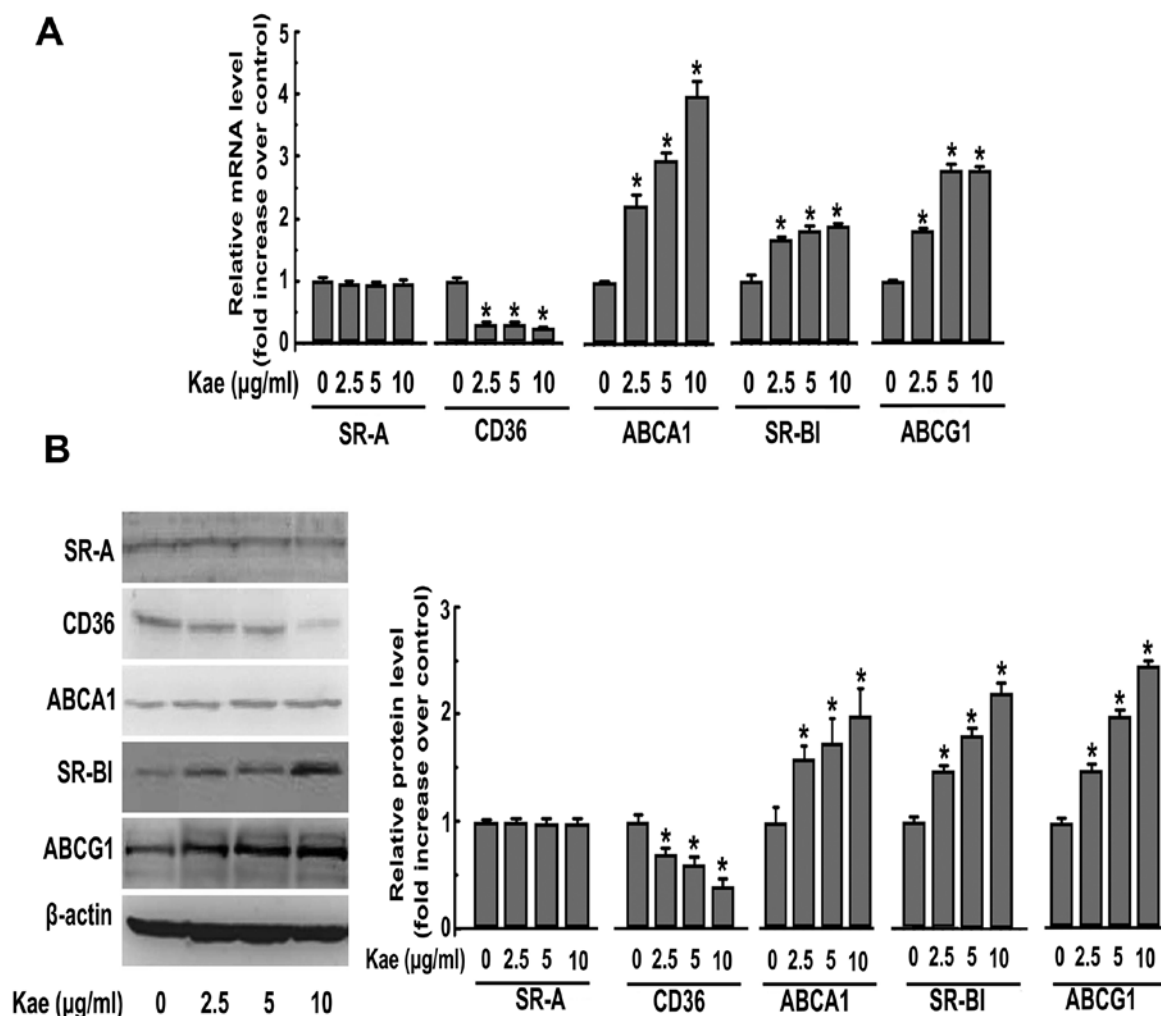 A
Relative mRNA level
(fold increase over control)
5
4
3
2
1
0
* * *
* * *
* * *
* * *
Kae (µg/ml) 0 2.5 5 10 0 2.5 5 10 0 2.5 5 10 0 2.5 5 10 0 2.5 5 10
SR-A CD36 ABCA1 SR-BI ABCG1
B
SR-A
CD36
ABCA1
SR-BI
ABCG1
β-actin
Kae (µg/ml) 0 2.5 5 10
Relative protein level
(fold increase over control)
3
2
1
0
* * *
* * *
* * *
* * *
Kae (µg/ml) 0 2.5 5 10 0 2.5 5 10 0 2.5 5 10 0 2.5 5 10 0 2.5 5 10
SR-A CD36 ABCA1 SR-BI ABCG1